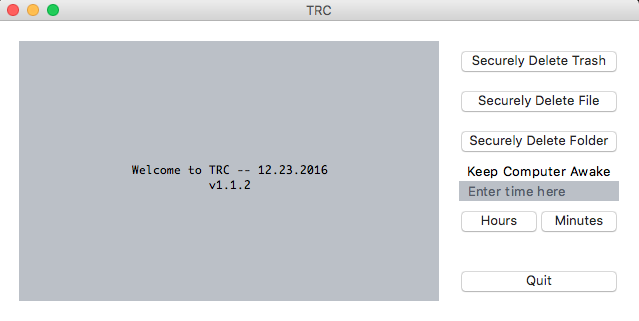 TRC
Welcome to TRC -- 12.23.2016
v1.1.2
Securely Delete Trash
Securely Delete File
Securely Delete Folder
Keep Computer Awake
Enter time here
Hours
Minutes
Quit